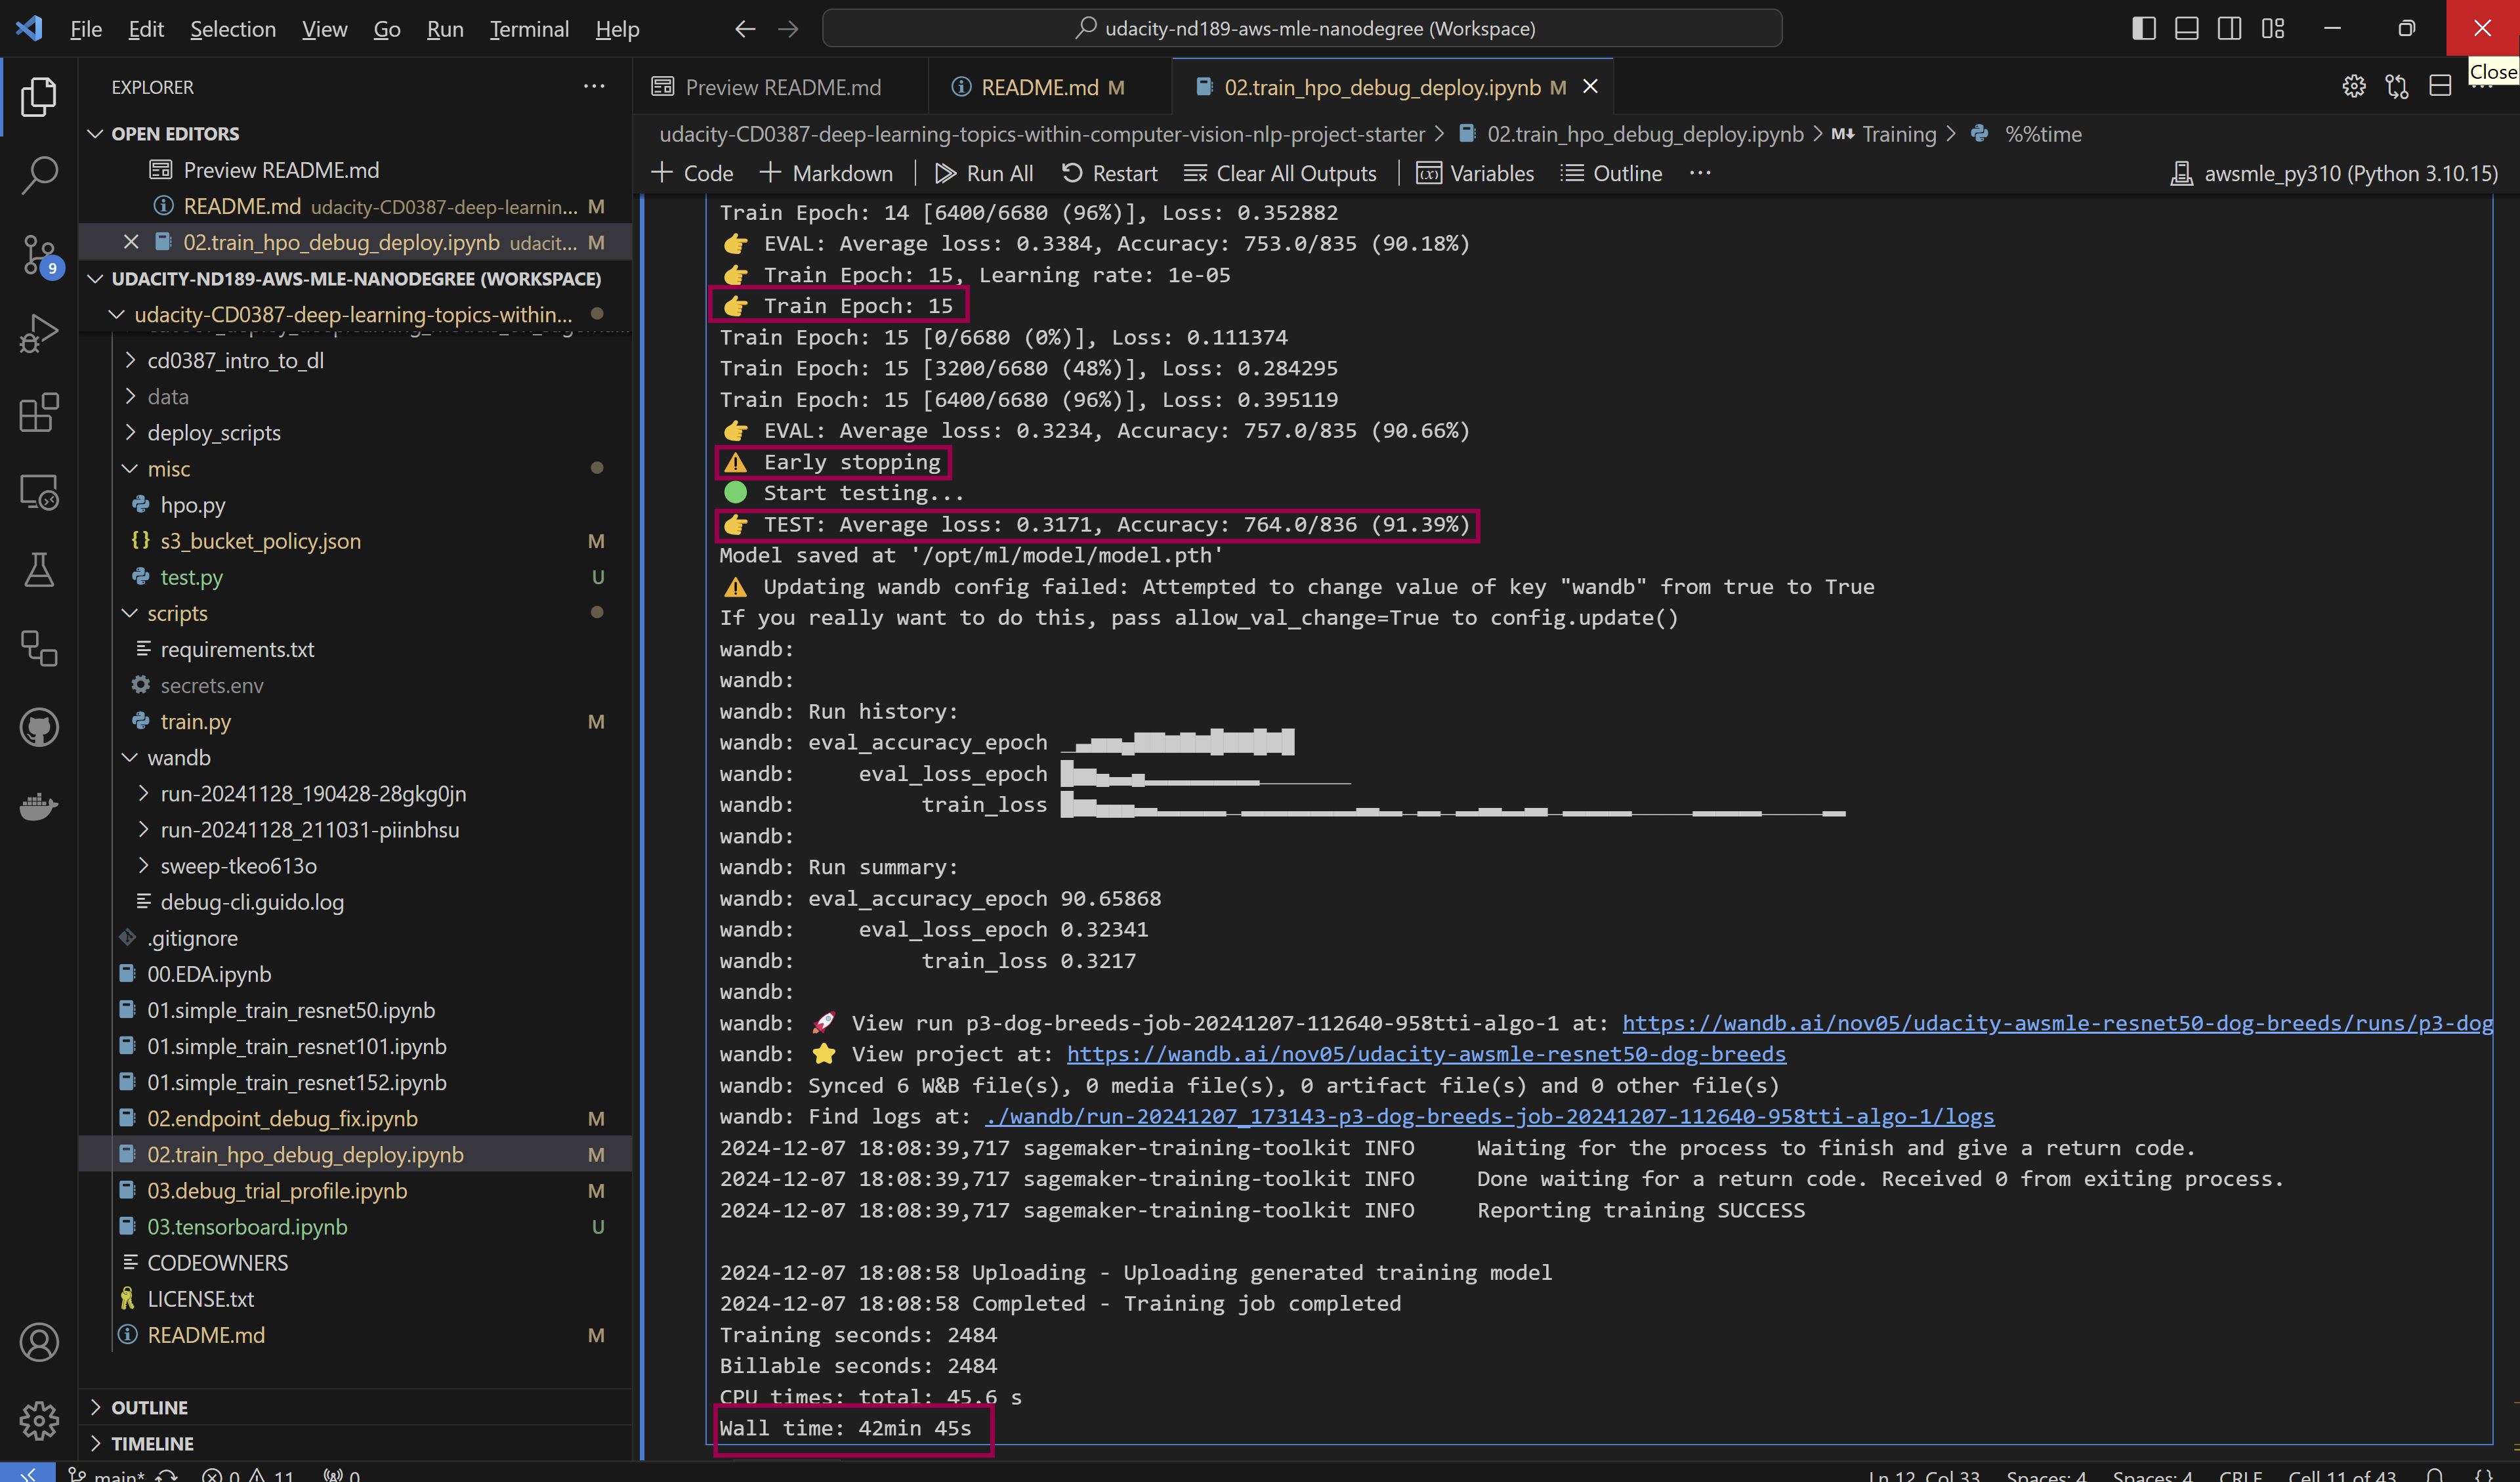 File Edit Selection View Go Run Terminal Help
udacity-nd189-aws-mle-nanodegree (Workspace)
Close
EXPLORER
OPEN EDITORS
Preview README.md
README.md udacity-CD0387-deep-learnin... M
02.train_hpo_debug_deploy.ipynb udacit... M
UDACITY-ND189-AWS-MLE-NANODEGREE (WORKSPACE)
udacity-CD0387-deep-learning-topics-within...
cd0387_intro_to_dl
data
deploy_scripts
misc
hpo.py
s3_bucket_policy.json M
test.py U
scripts
requirements.txt
secrets.env
train.py M
wandb
run-20241128_190428-28gkg0jn
run-20241128_211031-piinbhsu
sweep-tkeo613o
debug-cli.guido.log
.gitignore
00.EDA.ipynb
01.simple_train_resnet50.ipynb
01.simple_train_resnet101.ipynb
01.simple_train_resnet152.ipynb
02.endpoint_debug_fix.ipynb M
02.train_hpo_debug_deploy.ipynb M
03.debug_trial_profile.ipynb M
03.tensorboard.ipynb U
CODEOWNERS
LICENSE.txt
README.md M
OUTLINE
TIMELINE
9
Preview README.md
README.md M
02.train_hpo_debug_deploy.ipynb M
udacity-CD0387-deep-learning-topics-within-computer-vision-nlp-project-starter > 02.train_hpo_debug_deploy.ipynb > M↓ Training > %%time
Code Markdown Run All Restart Clear All Outputs Variables Outline ... awsmle_py310 (Python 3.10.15)
Train Epoch: 14 [6400/6680 (96%)], Loss: 0.352882
👉 EVAL: Average loss: 0.3384, Accuracy: 753.0/835 (90.18%)
👉 Train Epoch: 15, Learning rate: 1e-05
👉 Train Epoch: 15
Train Epoch: 15 [0/6680 (0%)], Loss: 0.111374
Train Epoch: 15 [3200/6680 (48%)], Loss: 0.284295
Train Epoch: 15 [6400/6680 (96%)], Loss: 0.395119
👉 EVAL: Average loss: 0.3234, Accuracy: 757.0/835 (90.66%)
⚠️ Early stopping
🟢 Start testing...
👉 TEST: Average loss: 0.3171, Accuracy: 764.0/836 (91.39%)
Model saved at '/opt/ml/model/model.pth'
⚠️ Updating wandb config failed: Attempted to change value of key "wandb" from true to True
If you really want to do this, pass allow_val_change=True to config.update()
wandb:
wandb:
wandb: Run history:
wandb: eval_accuracy_epoch
wandb: eval_loss_epoch
wandb: train_loss
wandb:
wandb: Run summary:
wandb: eval_accuracy_epoch 90.65868
wandb: eval_loss_epoch 0.32341
wandb: train_loss 0.3217
wandb:
wandb: 🚀 View run p3-dog-breeds-job-20241207-112640-958tti-algo-1 at: https://wandb.ai/nov05/udacity-awsmle-resnet50-dog-breeds/runs/p3-dog
wandb: ⭐ View project at: https://wandb.ai/nov05/udacity-awsmle-resnet50-dog-breeds
wandb: Synced 6 W&B file(s), 0 media file(s), 0 artifact file(s) and 0 other file(s)
wandb: Find logs at: ./wandb/run-20241207_173143-p3-dog-breeds-job-20241207-112640-958tti-algo-1/logs
2024-12-07 18:08:39,717 sagemaker-training-toolkit INFO Waiting for the process to finish and give a return code.
2024-12-07 18:08:39,717 sagemaker-training-toolkit INFO Done waiting for a return code. Received 0 from exiting process.
2024-12-07 18:08:39,717 sagemaker-training-toolkit INFO Reporting training SUCCESS
2024-12-07 18:08:58 Uploading - Uploading generated training model
2024-12-07 18:08:58 Completed - Training job completed
Training seconds: 2484
Billable seconds: 2484
CPU times: total: 45.6 s
Wall time: 42min 45s
main* 0 11 0 Ln 12, Col 33 Spaces: 4 Spaces: 4 CRLF Cell 11 of 43